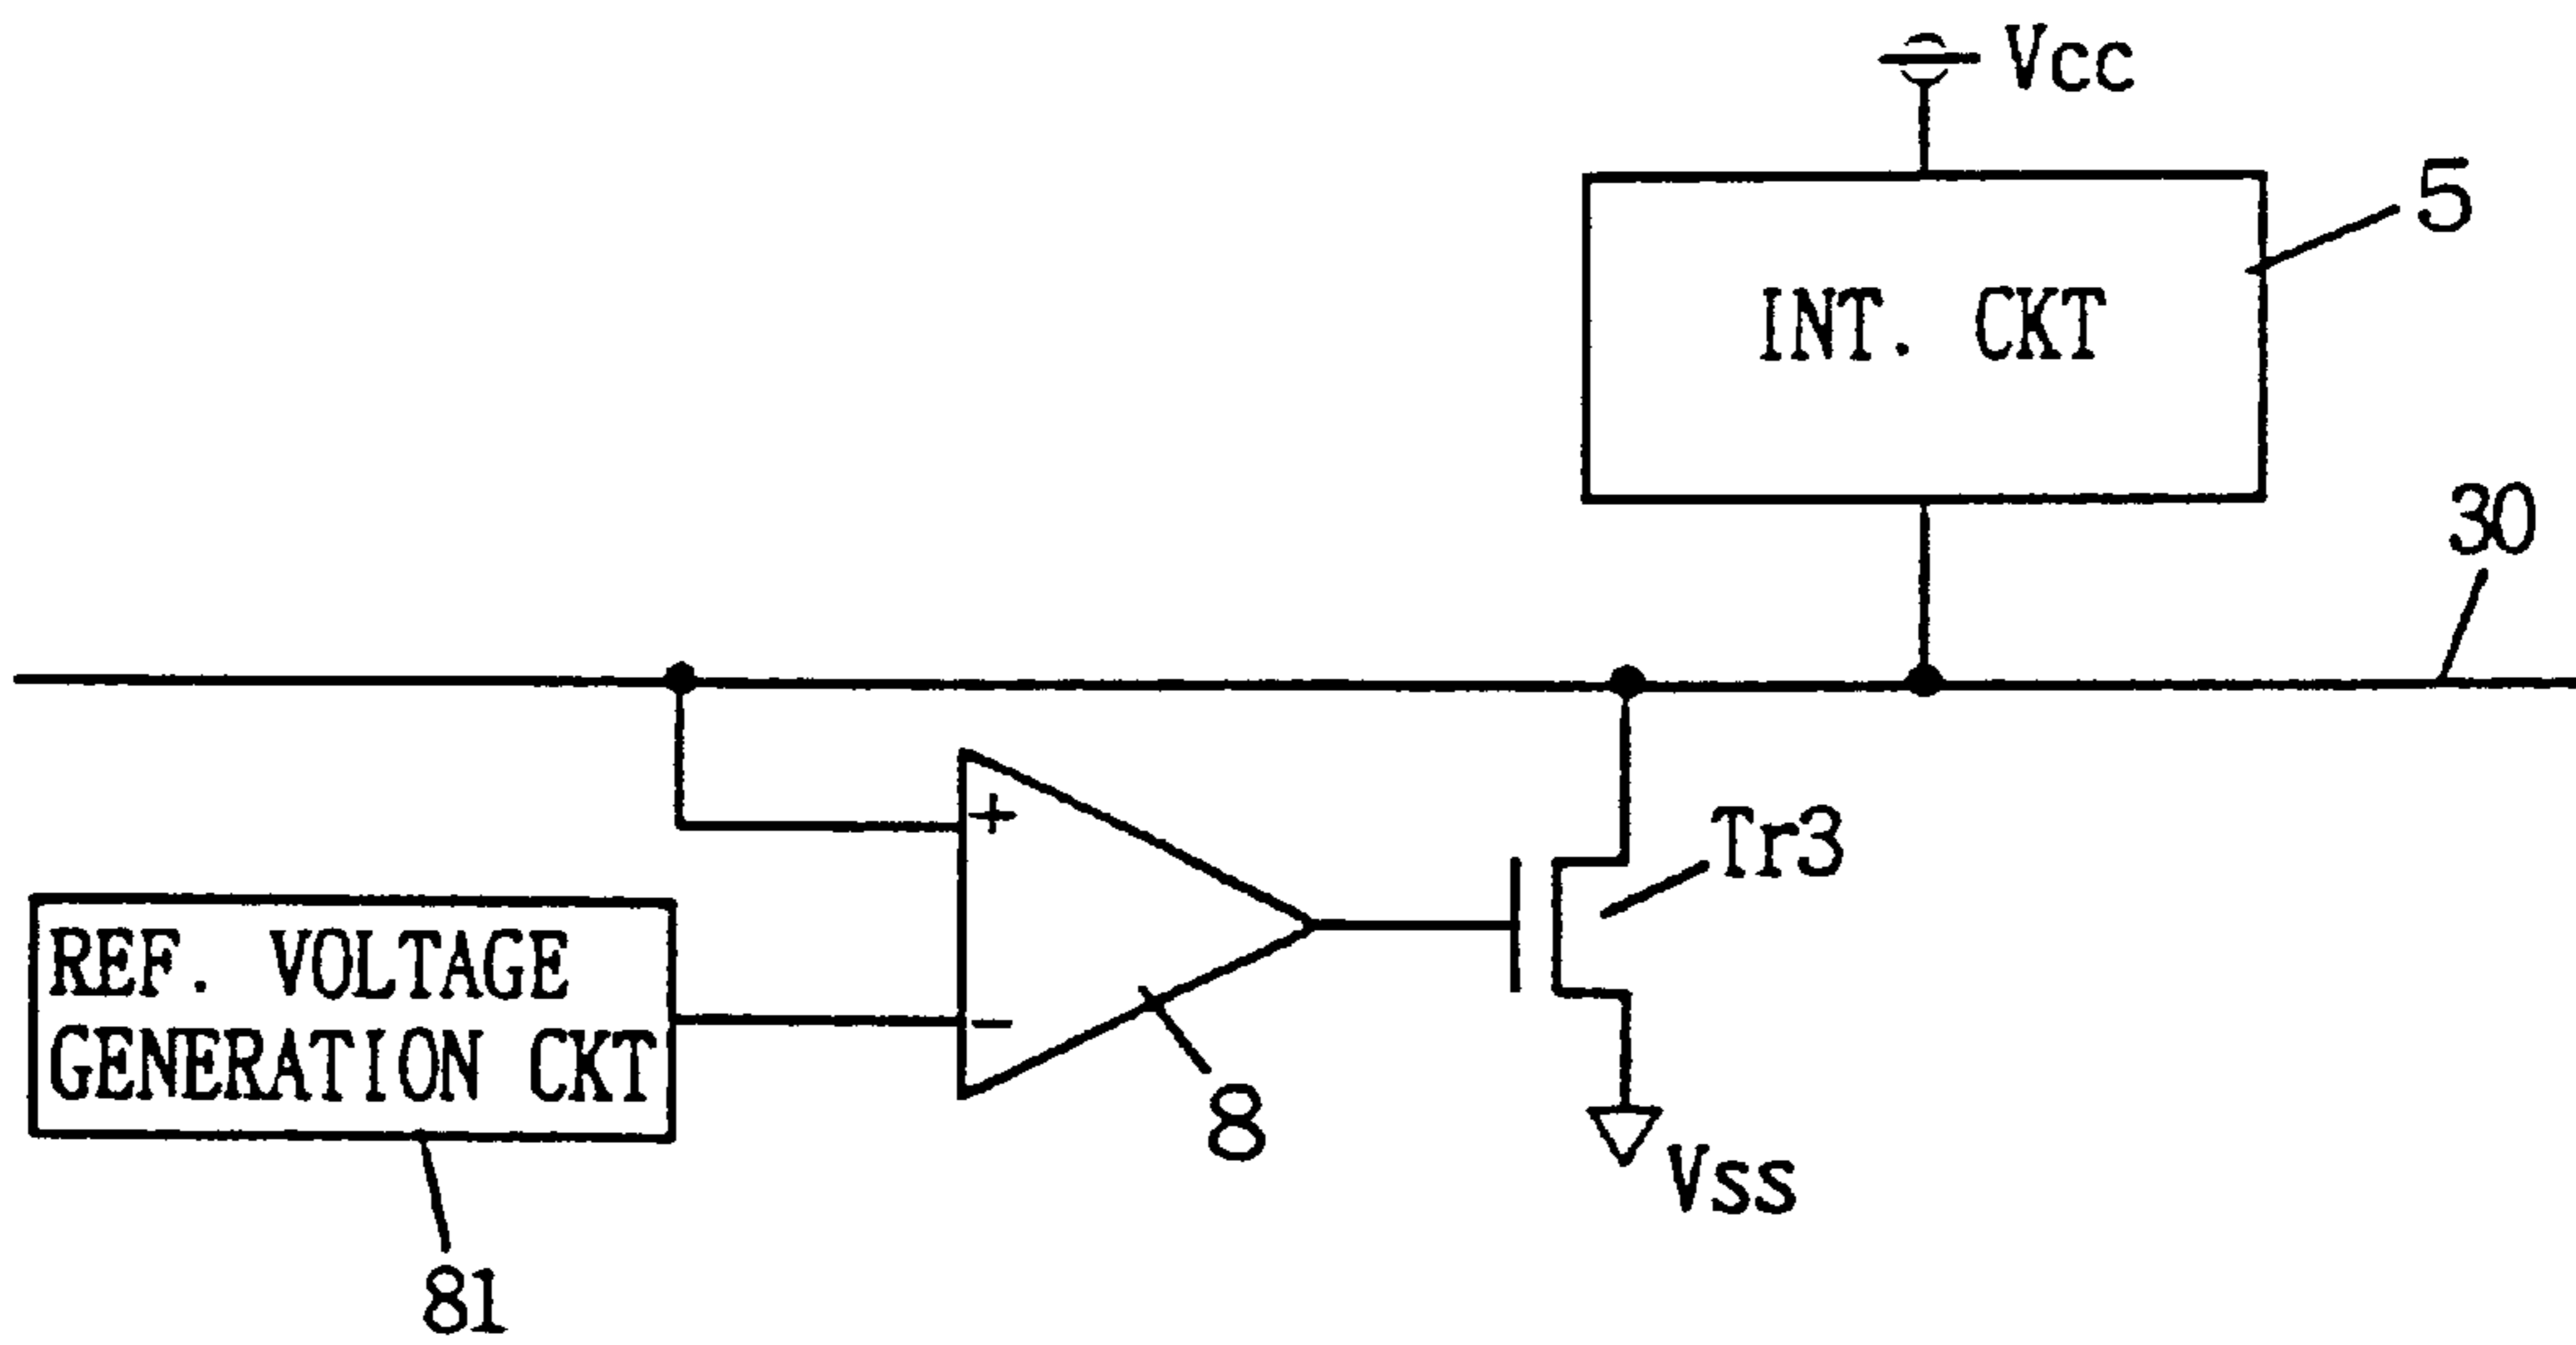 Vcc
5
INT. CKT
30
+
Tr3
REF. VOLTAGE
GENERATION CKT
-
8
Vss
81